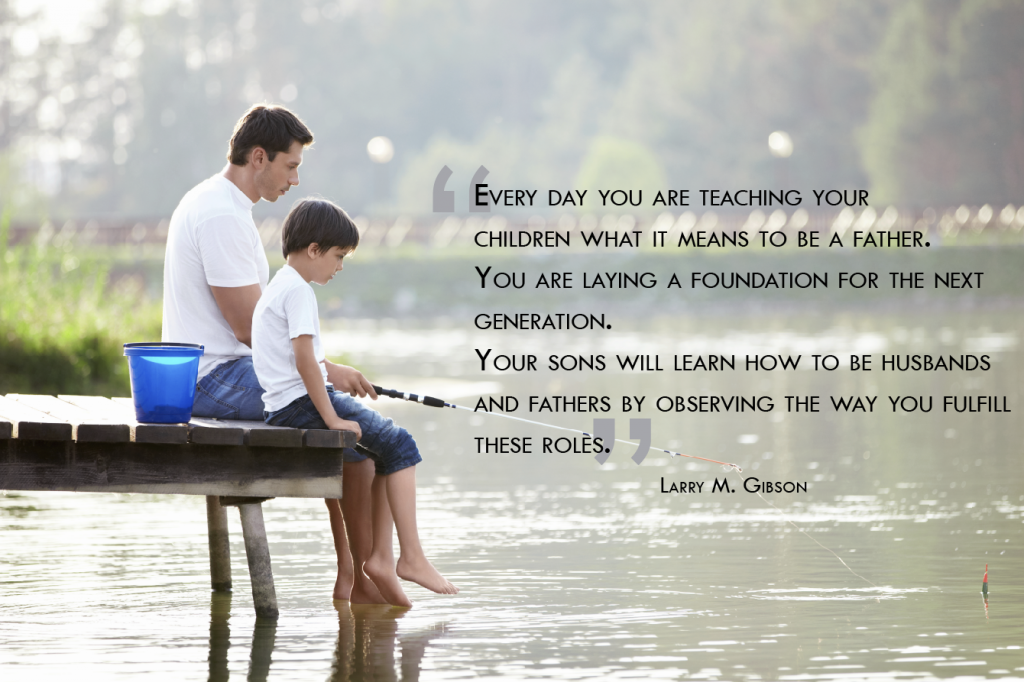 “Every day you are teaching your
children what it means to be a father.
You are laying a foundation for the next
generation.
Your sons will learn how to be husbands
and fathers by observing the way you fulfill
these roles.”
Larry M. Gibson